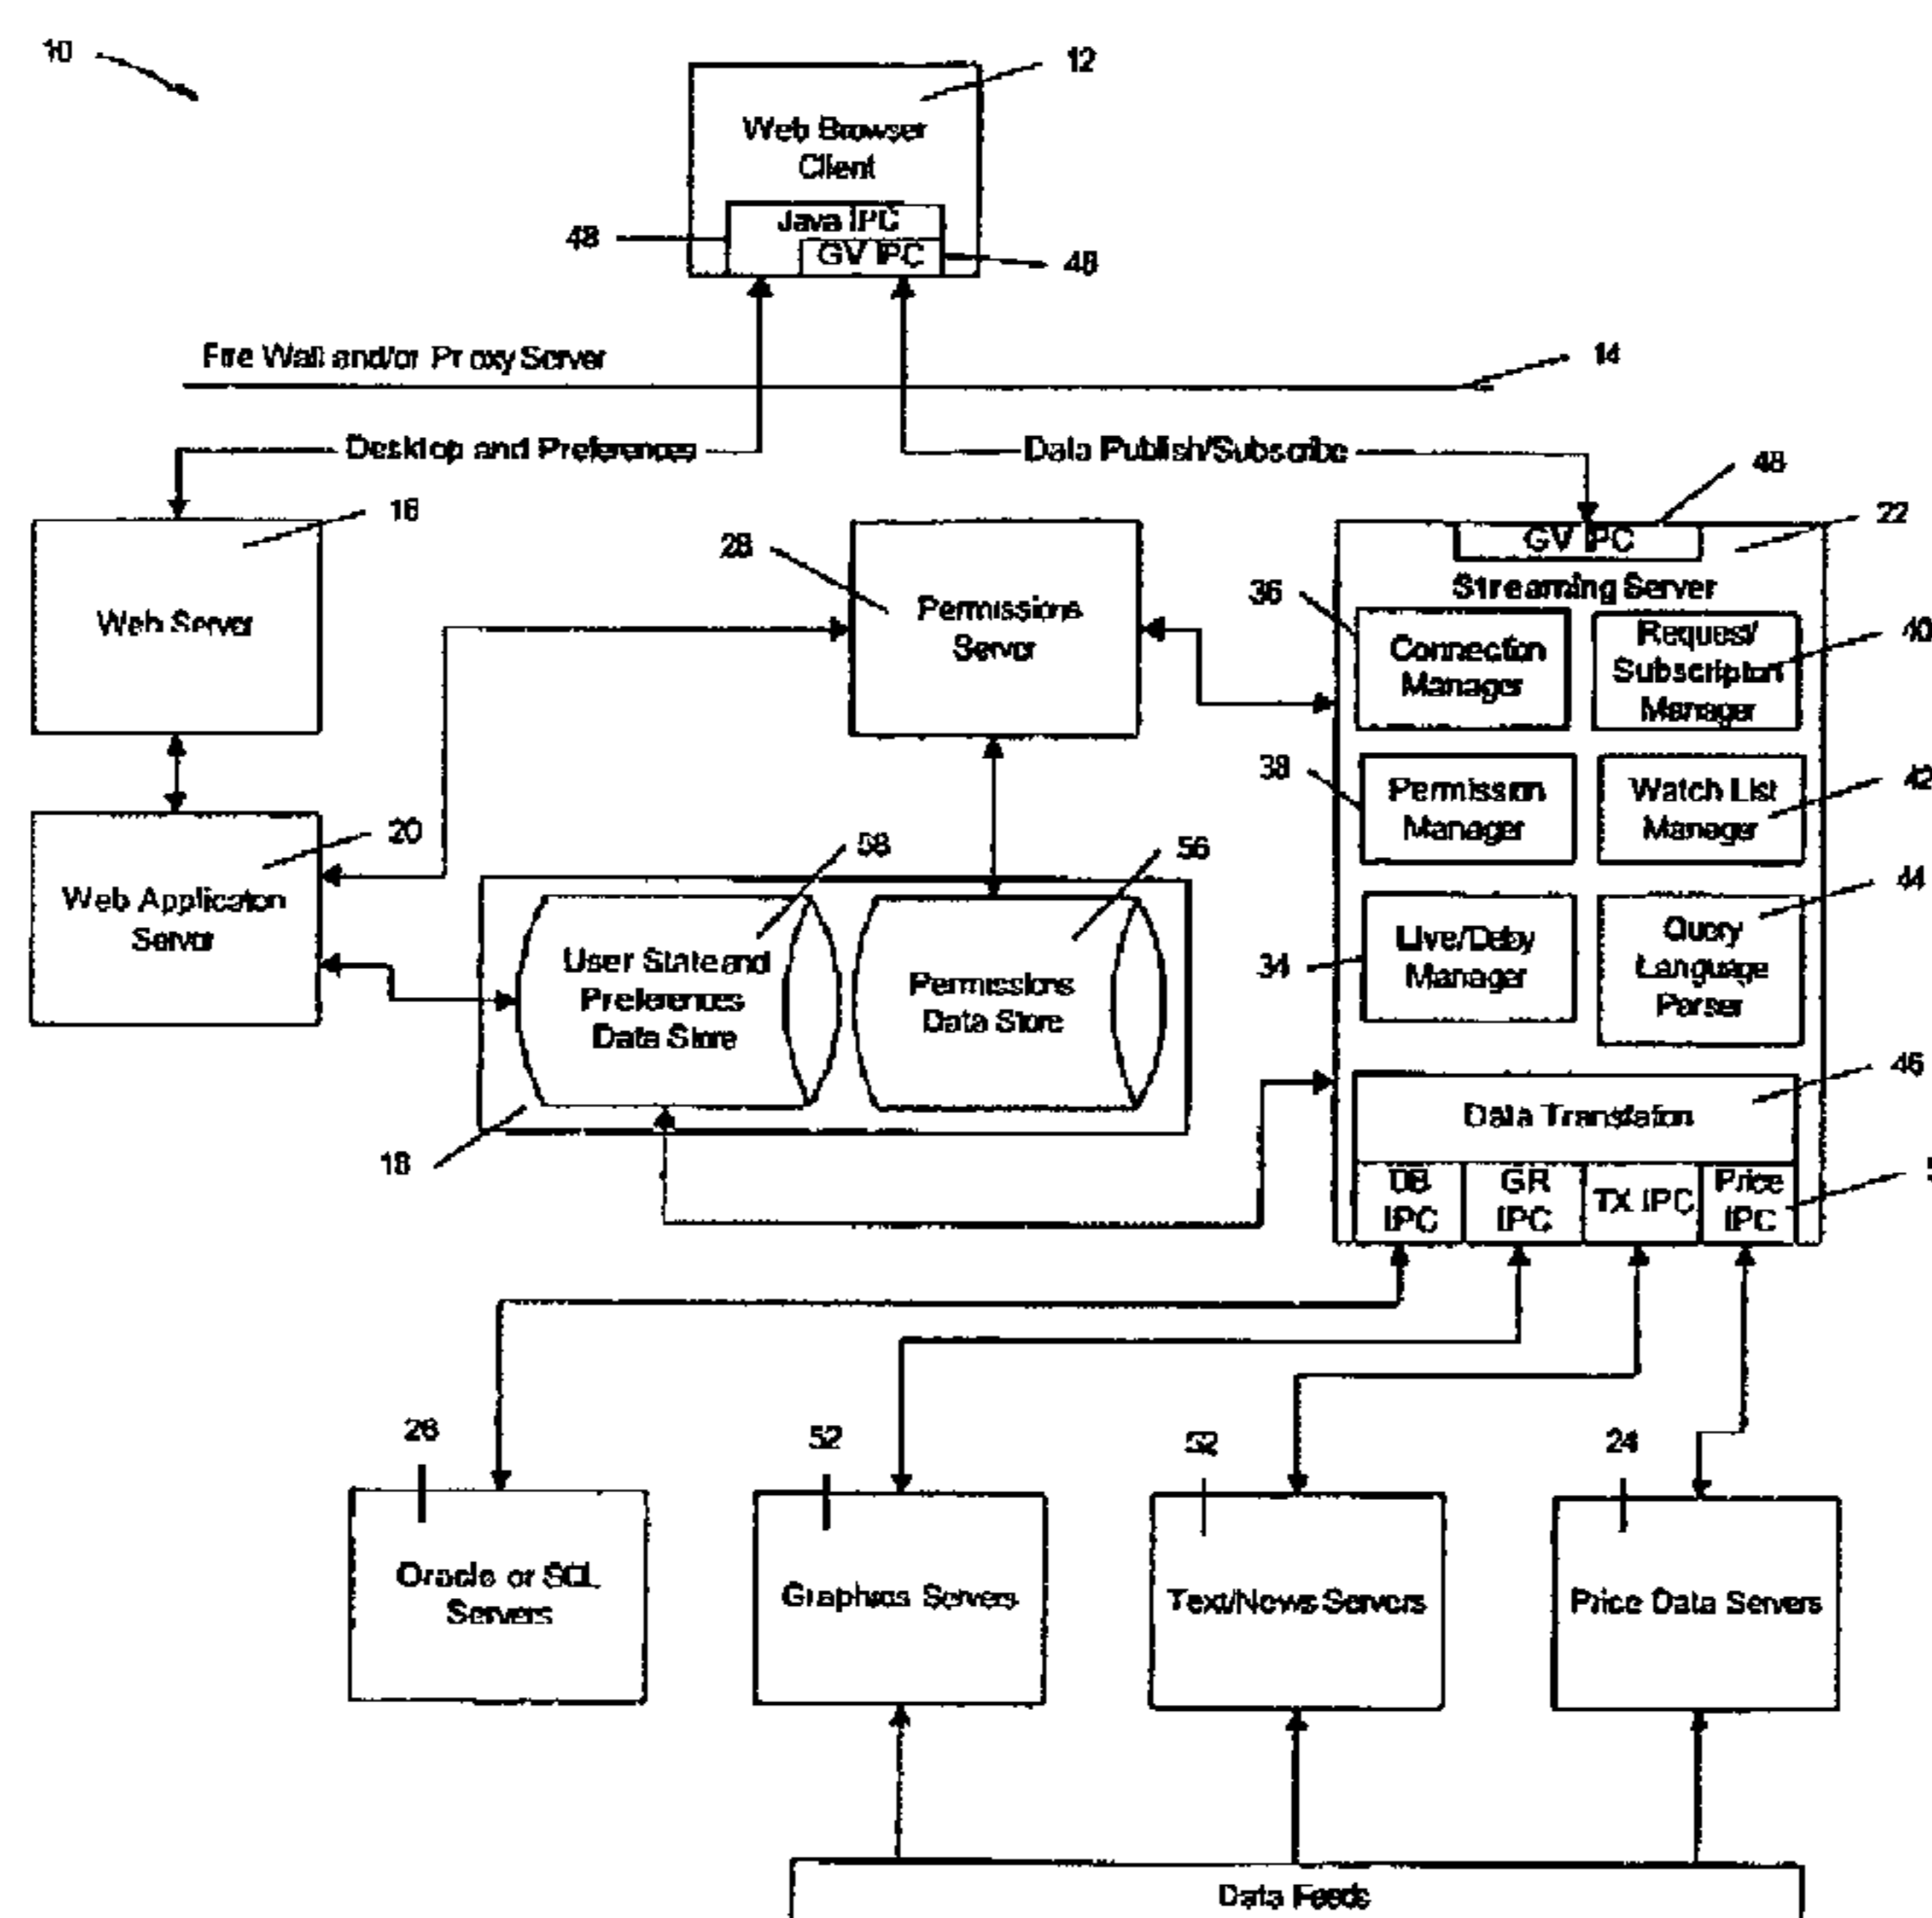 10
12
Web Browser
Client
Java IPC
GV IPC
48
48
Fire Wall and/or Proxy Server
14
Desktop and Preferences
Data Publish/Subscribe
48
16
22
GV IPC
Streaming Server
28
36
Web Server
Permissions
Server
Connection
Manager
Request/
Subscription
Manager
40
38
Permission
Manager
Watch List
Manager
42
20
58
56
44
Web Application
Server
User State and
Preferences
Data Store
Permissions
Data Store
34
Live/Delay
Manager
Query
Language
Parser
46
Data Translation
18
DB
IPC
GR
IPC
TX IPC
Price
IPC
26
52
24
Oracle or SQL
Servers
Graphics Servers
Text/News Servers
Price Data Servers
Data Feeds